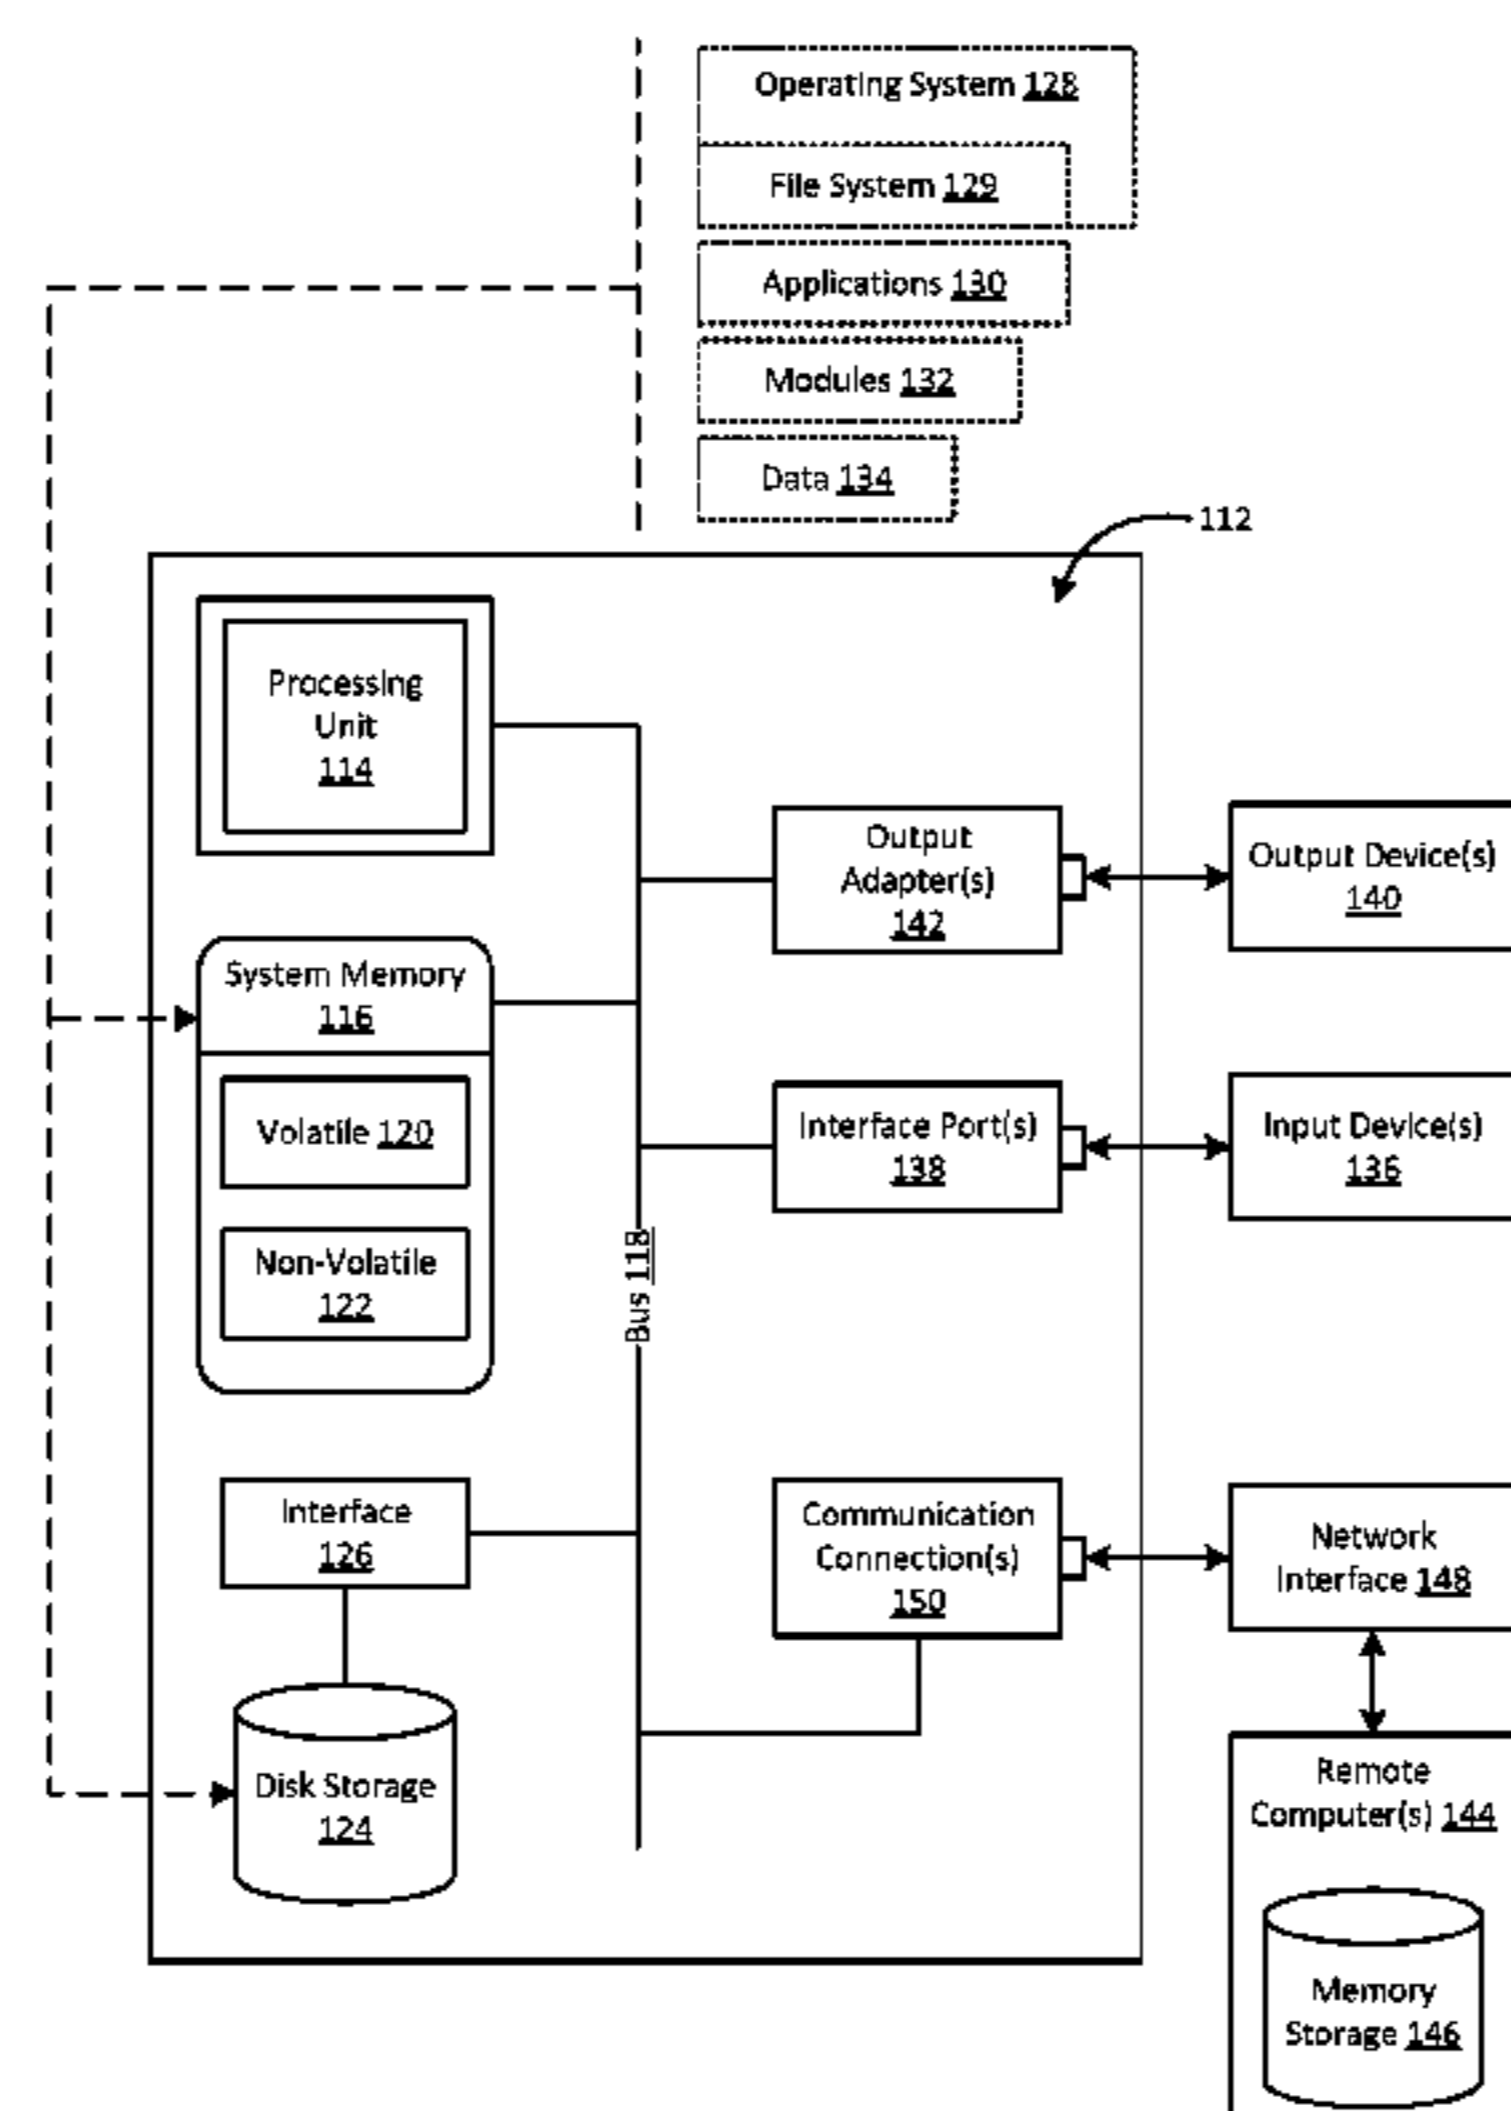 Operating System 128
File System 129
Applications 130
Modules 132
Data 134
112
Processing
Unit
114
Output
Adapter(s)
142
Output Device(s)
140
System Memory
116
Volatile 120
Interface Port(s)
138
Input Device(s)
136
Non-Volatile
122
Bus 118
Interface
126
Communication
Connection(s)
150
Network
Interface 148
Disk Storage
124
Remote
Computer(s) 144
Memory
Storage 146